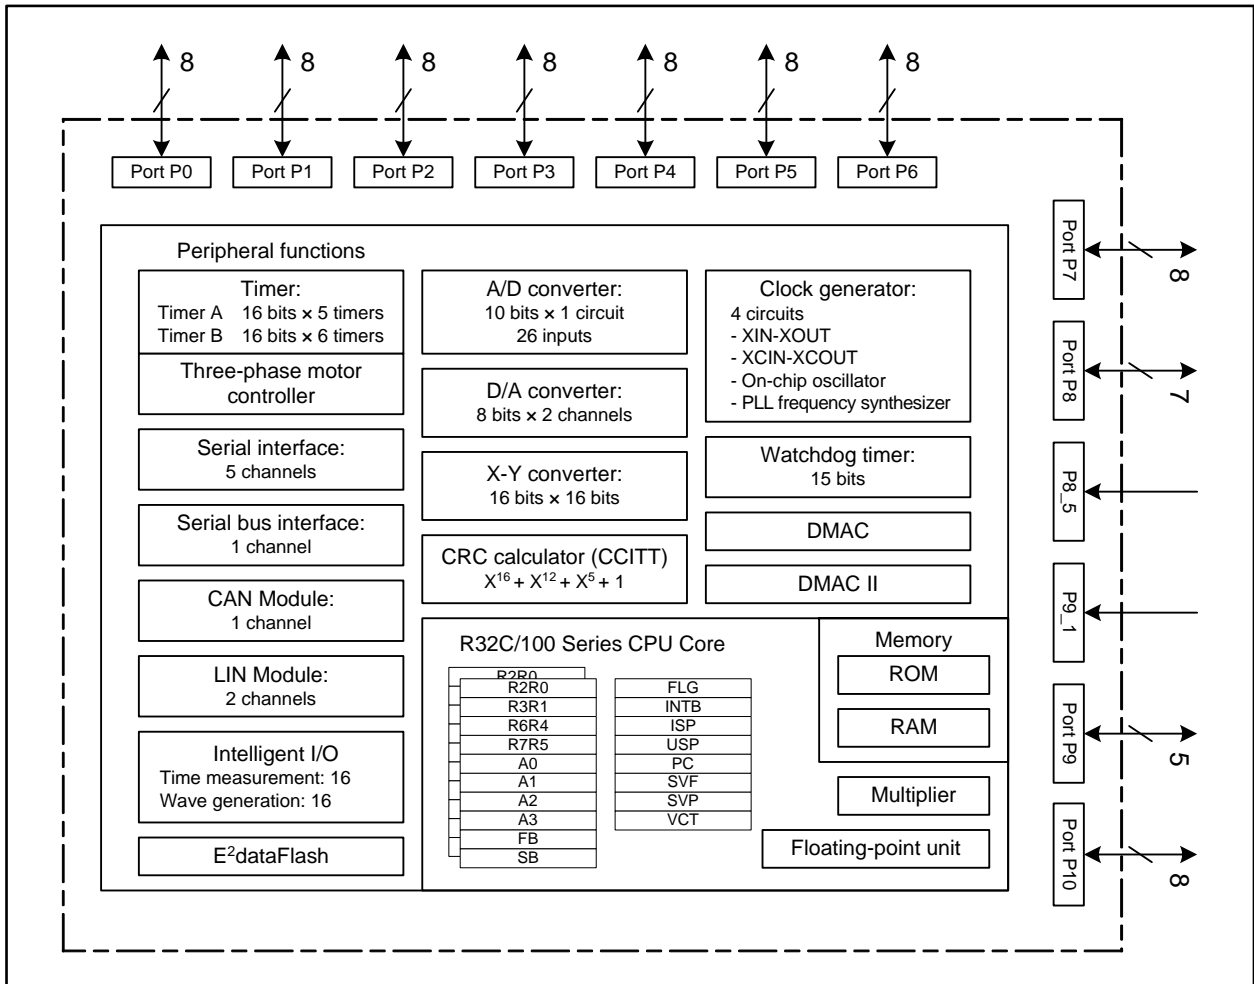 8 8 8 8 8 8 8
Port P0 Port P1 Port P2 Port P3 Port P4 Port P5 Port P6
Peripheral functions
Timer:
Timer A 16 bits × 5 timers
Timer B 16 bits × 6 timers
Three-phase motor
controller
Serial interface:
5 channels
Serial bus interface:
1 channel
CAN Module:
1 channel
LIN Module:
2 channels
Intelligent I/O
Time measurement: 16
Wave generation: 16
E²dataFlash
A/D converter:
10 bits × 1 circuit
26 inputs
D/A converter:
8 bits × 2 channels
X-Y converter:
16 bits × 16 bits
CRC calculator (CCITT)
X¹⁶ + X¹² + X⁵ + 1
Clock generator:
4 circuits
- XIN-XOUT
- XCIN-XCOUT
- On-chip oscillator
- PLL frequency synthesizer
Watchdog timer:
15 bits
DMAC
DMAC II
R32C/100 Series CPU Core
R2R0
R2R0
R3R1
R6R4
R7R5
A0
A1
A2
A3
FB
SB
FLG
INTB
ISP
USP
PC
SVF
SVP
VCT
Memory
ROM
RAM
Multiplier
Floating-point unit
Port P7
8
Port P8
7
P8_5
P9_1
Port P9
5
Port P10
8